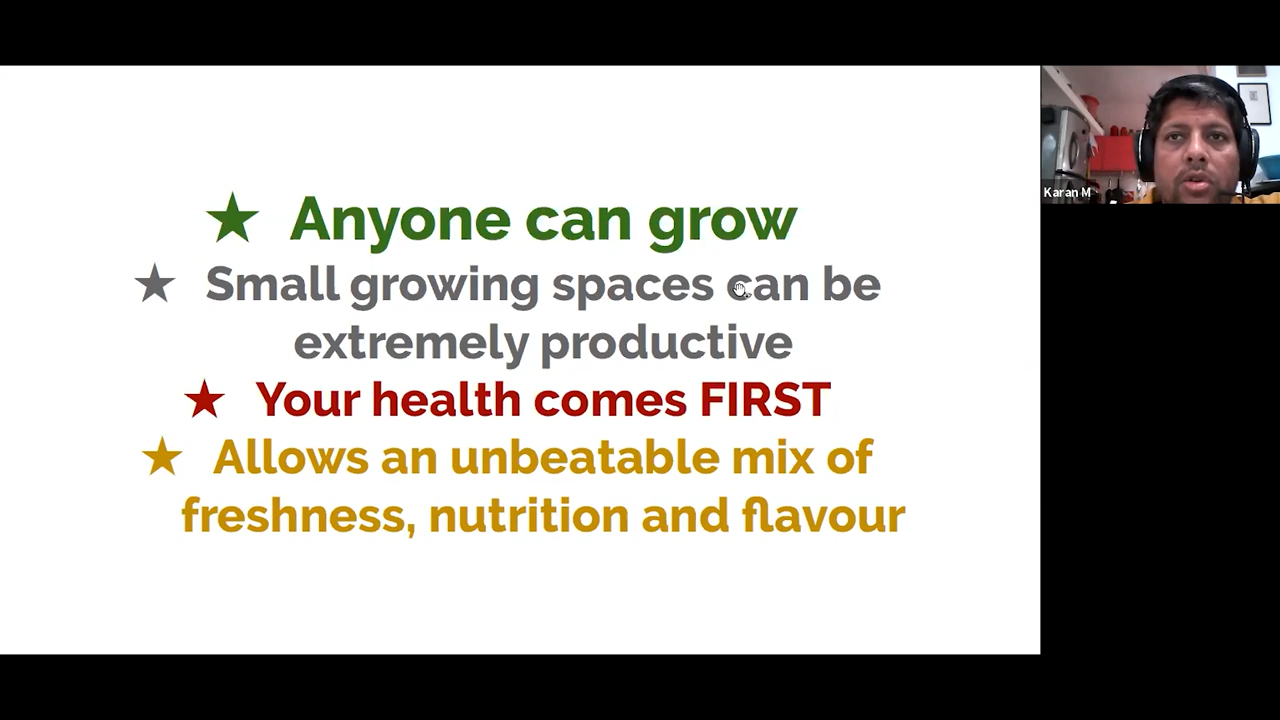 ★ Anyone can grow
★ Small growing spaces can be
extremely productive
★ Your health comes FIRST
★ Allows an unbeatable mix of
freshness, nutrition and flavour
Karan M